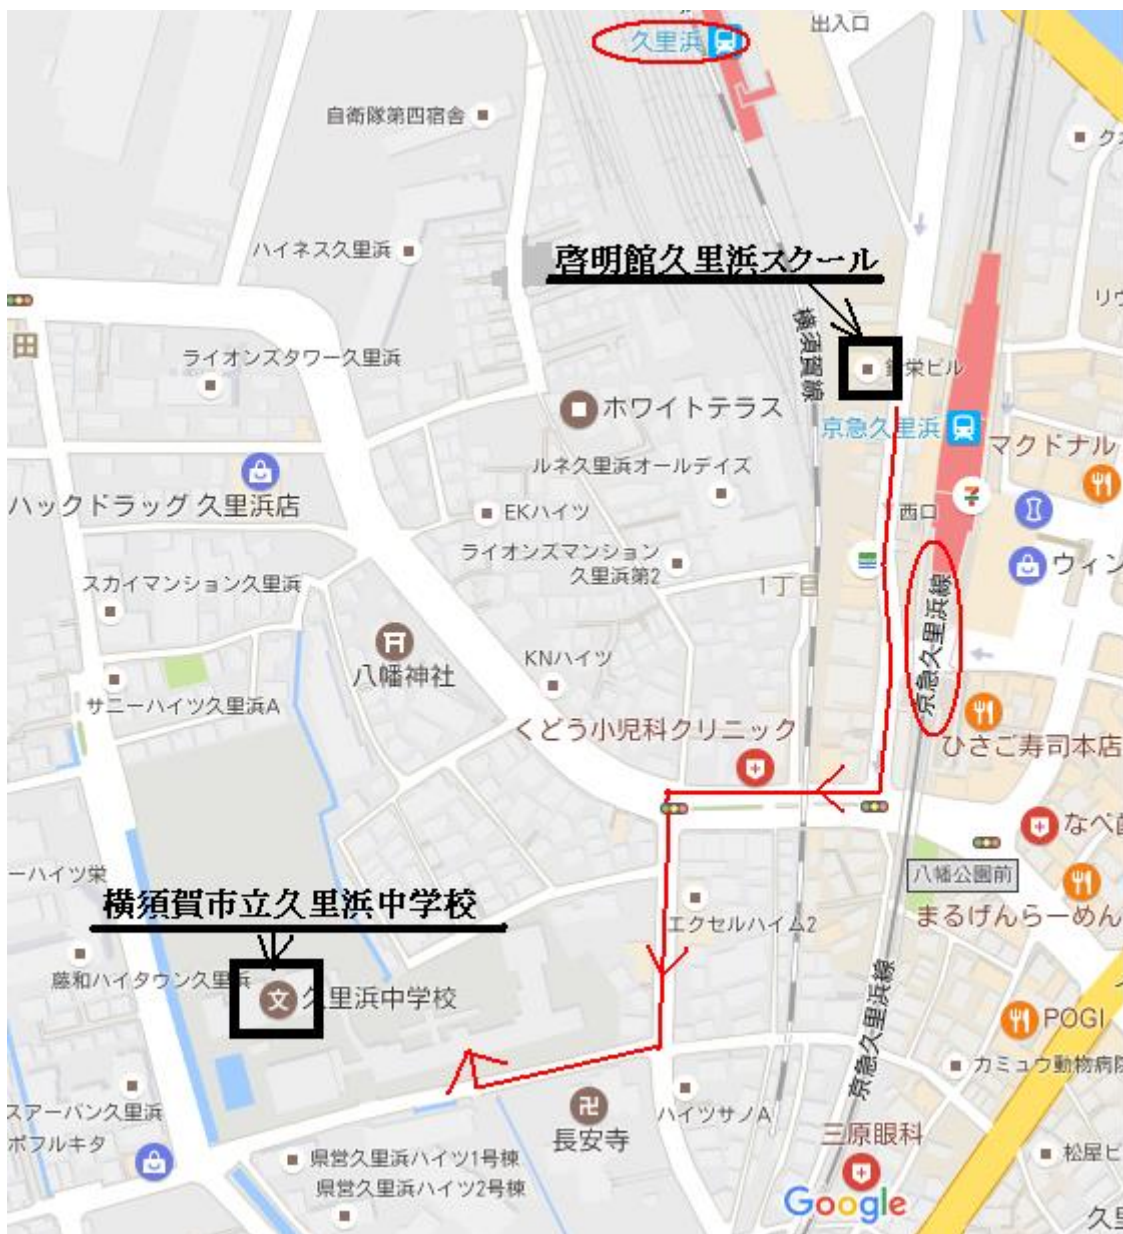 久里浜
出入口
自衛隊第四宿舎
ハイネス久里浜
啓明館久里浜スクール
横須賀線
ライオンズタワー久里浜
栄ビル
ホワイトテラス
京急久里浜
マクドナル
ルネ久里浜オールデイズ
ハックドラッグ 久里浜店
EKハイツ
西口
ライオンズマンション
久里浜第2
ウィン
スカイマンション久里浜
1丁目
京急久里浜線
八幡神社
KNハイツ
サニーハイツ久里浜A
くどう小児科クリニック
ひさご寿司本店
なべ
ーハイツ栄
八幡公園前
横須賀市立久里浜中学校
エクセルハイム2
まるげんらーめん
藤和ハイタウン久里浜
文
久里浜中学校
京急久里浜線
POGI
カミュウ動物病院
スアーバン久里浜
ハイツサノA
長安寺
三原眼科
ポフルキタ
県営久里浜ハイツ1号棟
県営久里浜ハイツ2号棟
松屋ビ
Google
久里